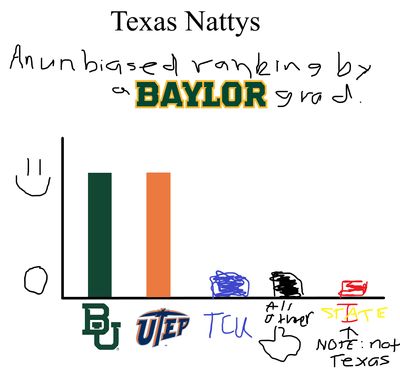 Texas Nattys
An unbiased ranking by
a BAYLOR grad.
BU
UTEP
TCU
All
other
I
STATE
NOTE: not
Texas